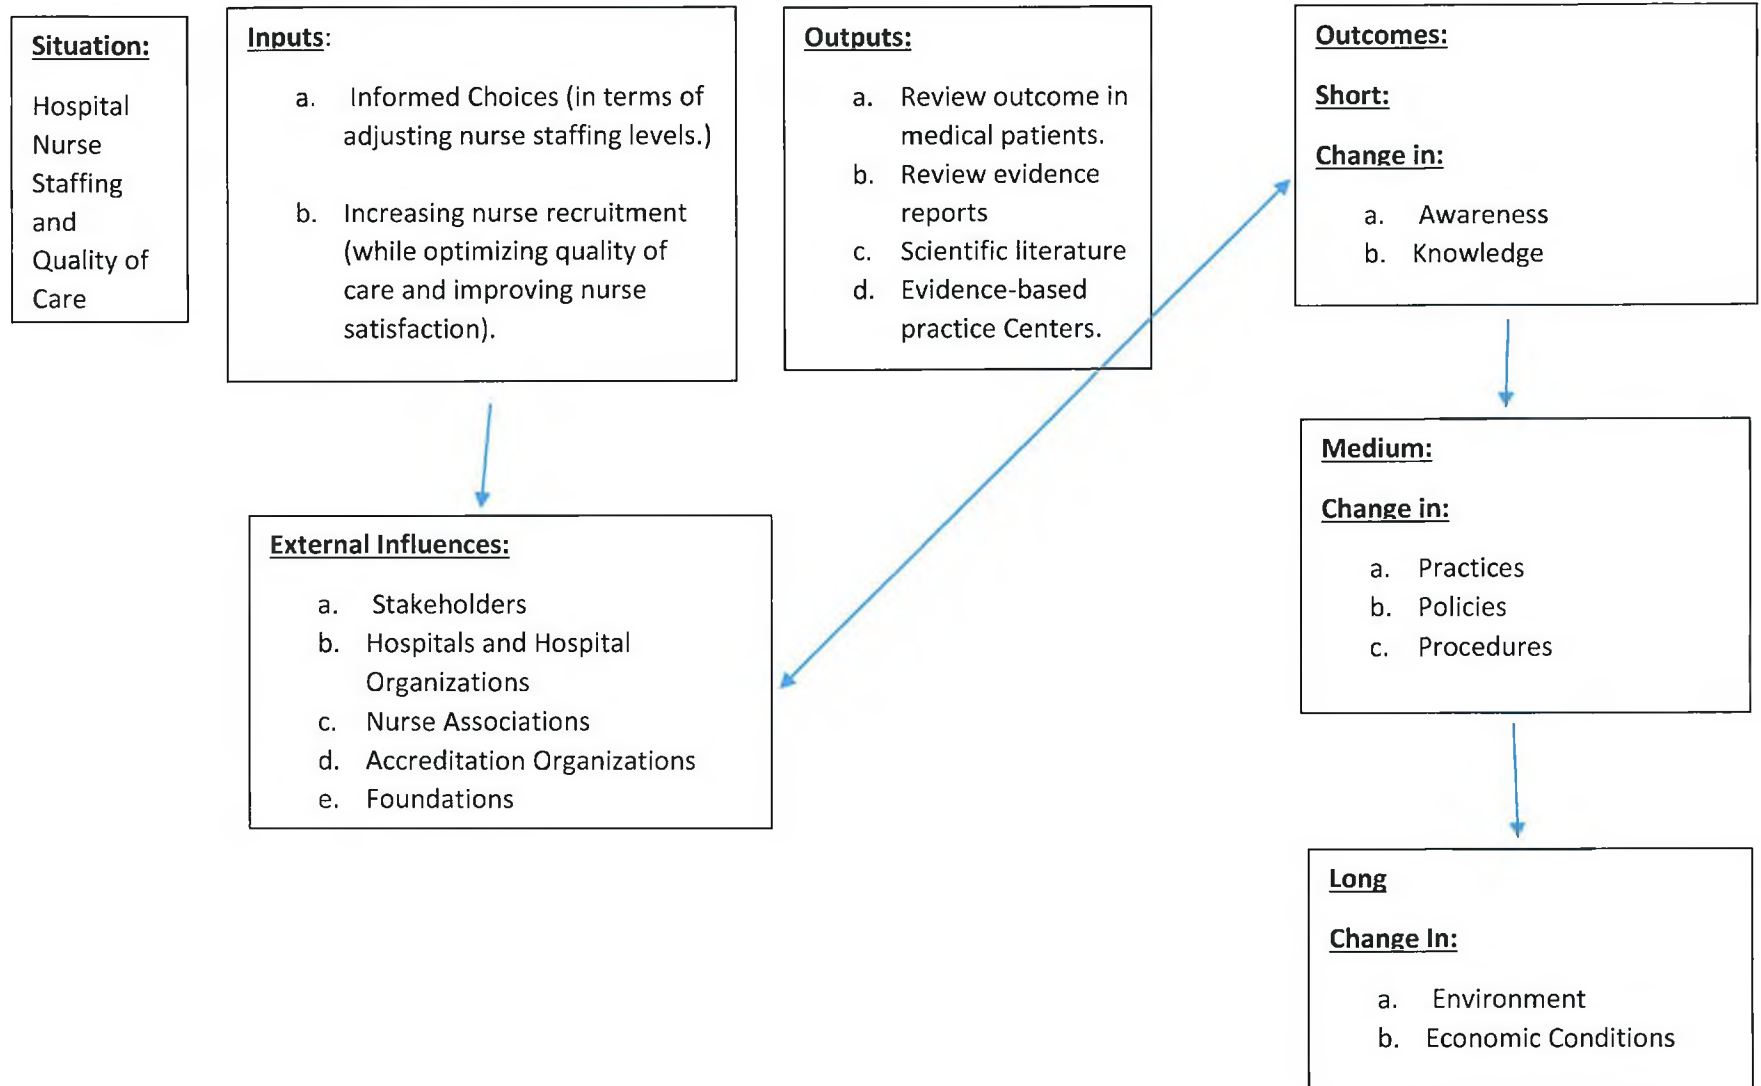 Situation:
Hospital
Nurse
Staffing
and
Quality of
Care
Inputs:
a. Informed Choices (in terms of
adjusting nurse staffing levels.)
b. Increasing nurse recruitment
(while optimizing quality of
care and improving nurse
satisfaction).
Outputs:
a. Review outcome in
medical patients.
b. Review evidence
reports
c. Scientific literature
d. Evidence-based
practice Centers.
Outcomes:
Short:
Change in:
a. Awareness
b. Knowledge
External Influences:
a. Stakeholders
b. Hospitals and Hospital
Organizations
c. Nurse Associations
d. Accreditation Organizations
e. Foundations
Medium:
Change in:
a. Practices
b. Policies
c. Procedures
Long
Change In:
a. Environment
b. Economic Conditions